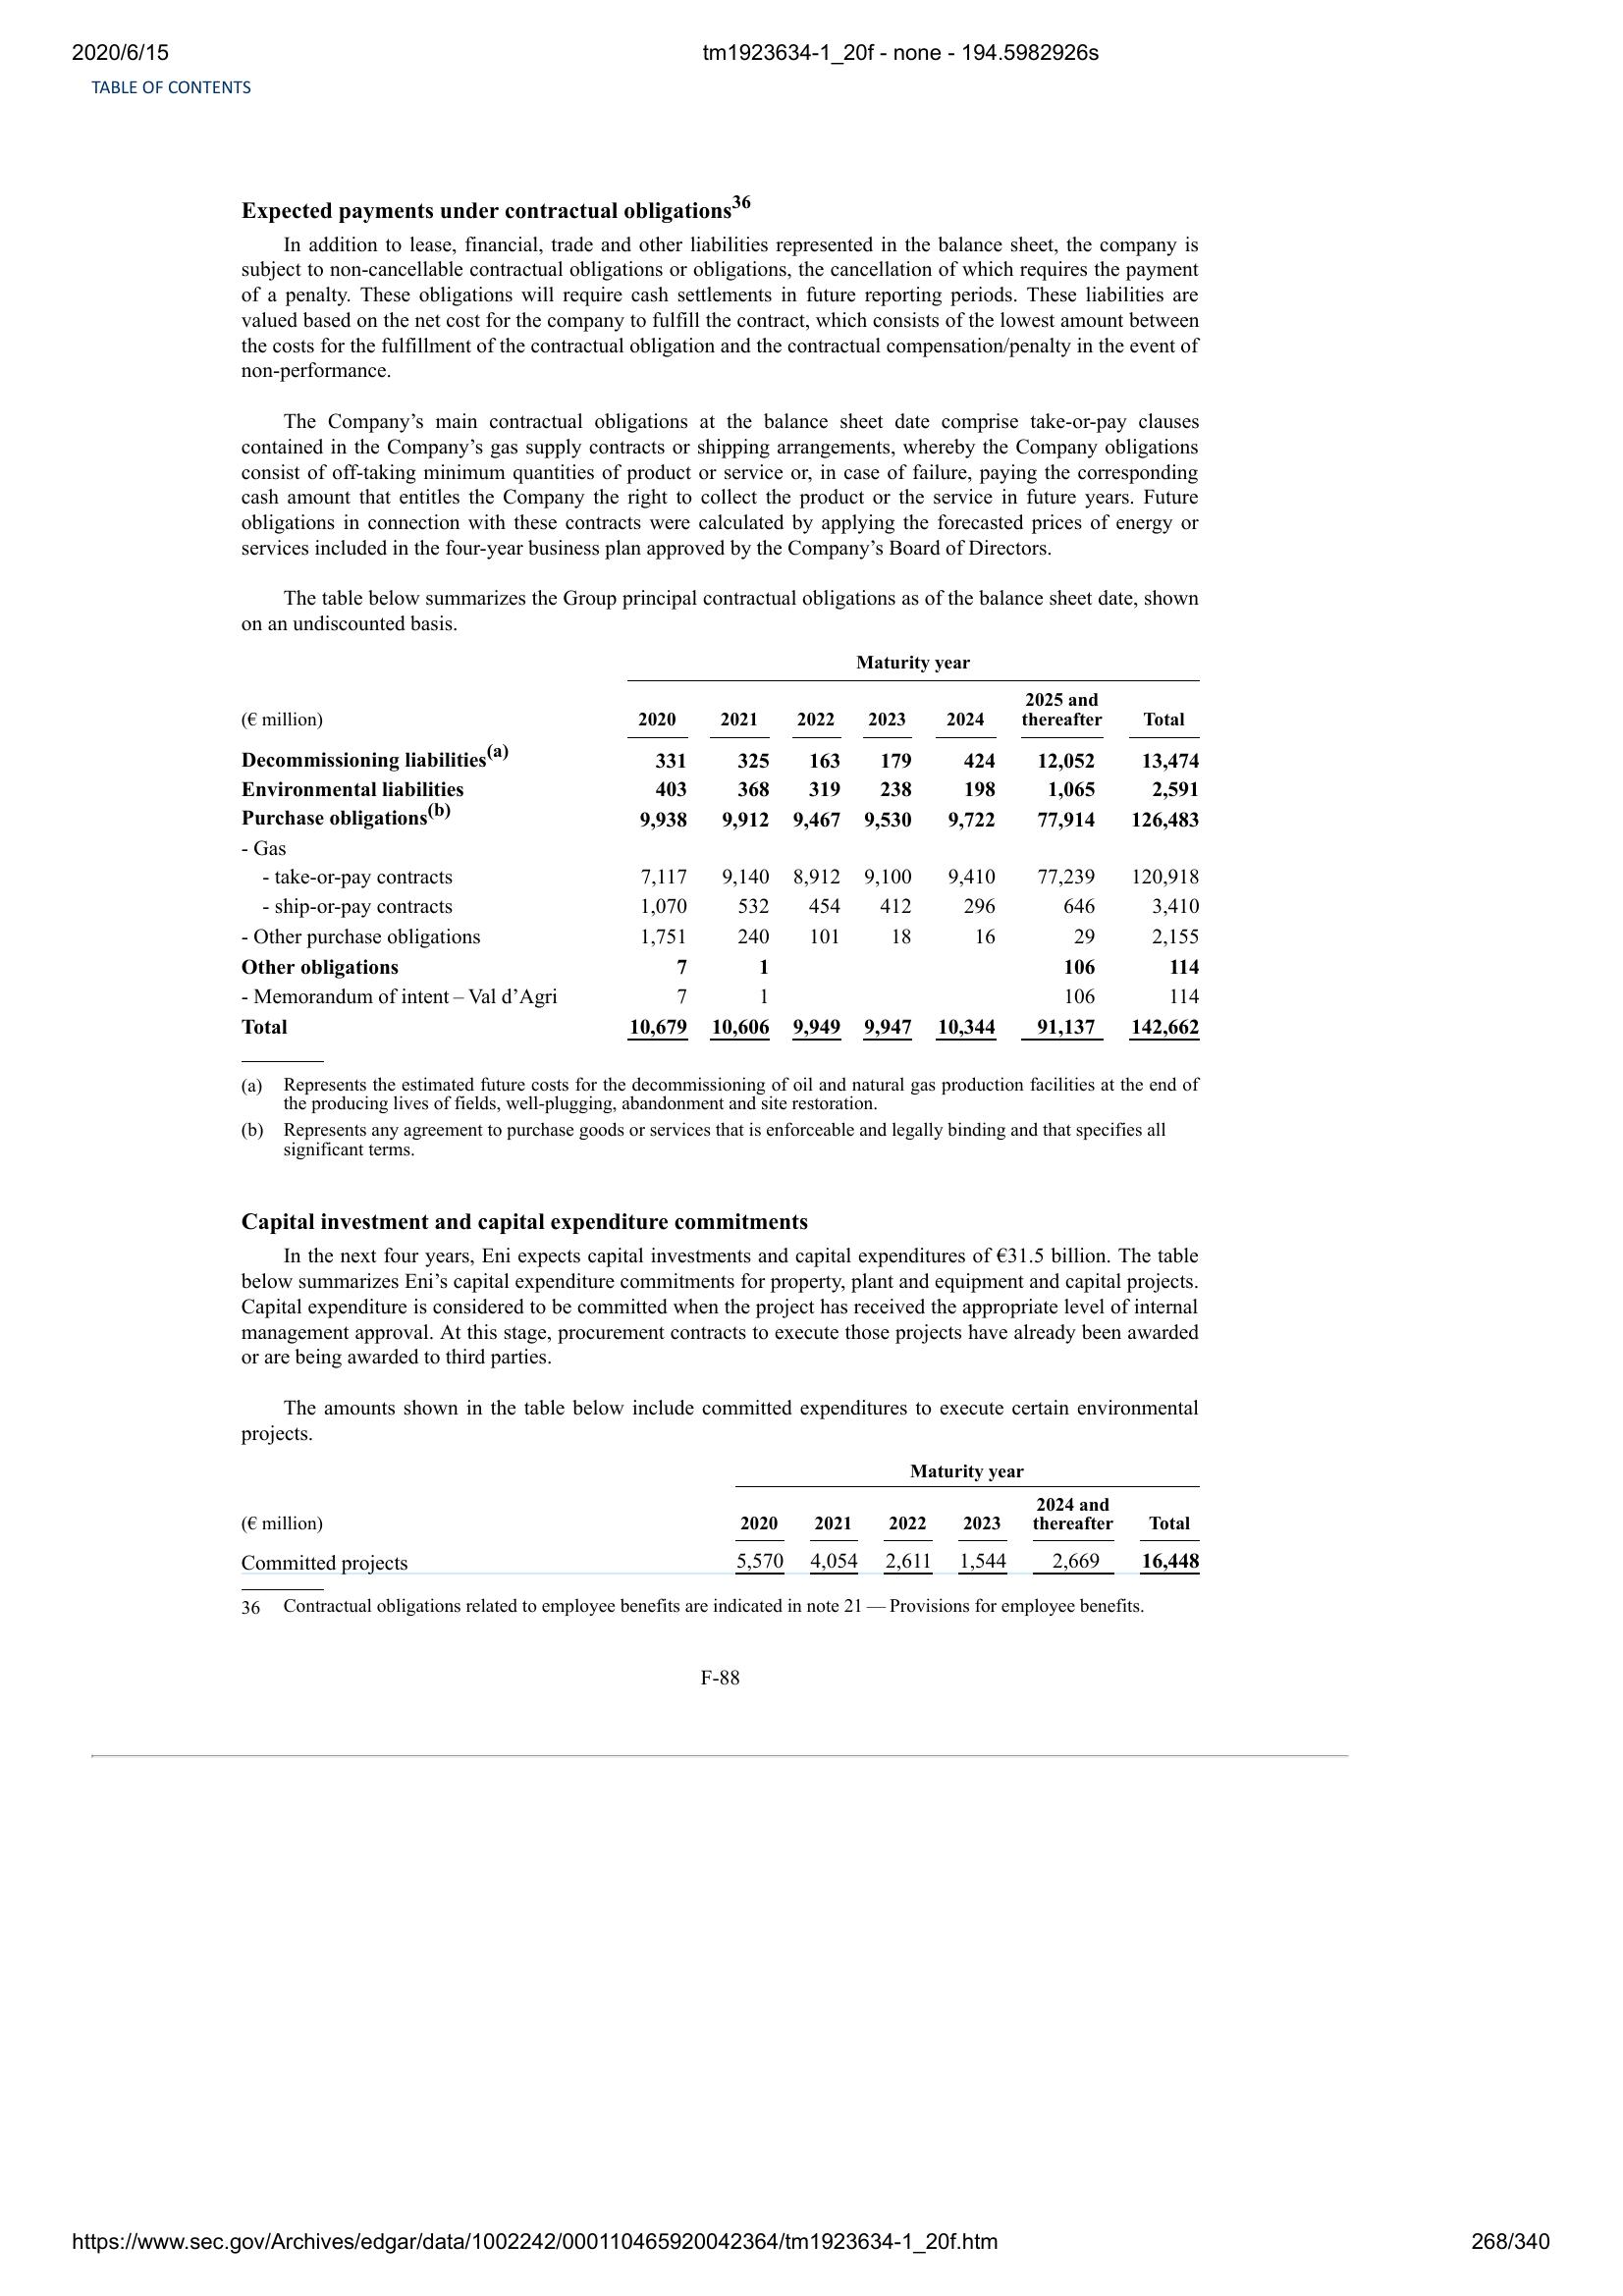 2020/6/15 tm1923634-1_20f - none - 194.5982926s
TABLE OF CONTENTS
Expected payments under contractual obligations36
In addition to lease, financial, trade and other liabilities represented in the balance sheet, the company is
subject to non-cancellable contractual obligations or obligations, the cancellation of which requires the payment
of a penalty. These obligations will require cash settlements in future reporting periods. These liabilities are
valued based on the net cost for the company to fulfill the contract, which consists of the lowest amount between
the costs for the fulfillment of the contractual obligation and the contractual compensation/penalty in the event of
non-performance.
The Company’s main contractual obligations at the balance sheet date comprise take-or-pay clauses
contained in the Company’s gas supply contracts or shipping arrangements, whereby the Company obligations
consist of off-taking minimum quantities of product or service or, in case of failure, paying the corresponding
cash amount that entitles the Company the right to collect the product or the service in future years. Future
obligations in connection with these contracts were calculated by applying the forecasted prices of energy or
services included in the four-year business plan approved by the Company’s Board of Directors.
The table below summarizes the Group principal contractual obligations as of the balance sheet date, shown
on an undiscounted basis.
Maturity year
(€ million) 2020 2021 2022 2023 2024 2025 and thereafter Total
Decommissioning liabilities(a) 331 325 163 179 424 12,052 13,474
Environmental liabilities 403 368 319 238 198 1,065 2,591
Purchase obligations(b) 9,938 9,912 9,467 9,530 9,722 77,914 126,483
- Gas
- take-or-pay contracts 7,117 9,140 8,912 9,100 9,410 77,239 120,918
- ship-or-pay contracts 1,070 532 454 412 296 646 3,410
- Other purchase obligations 1,751 240 101 18 16 29 2,155
Other obligations 7 1 106 114
- Memorandum of intent – Val d’Agri 7 1 106 114
Total 10,679 10,606 9,949 9,947 10,344 91,137 142,662
(a) Represents the estimated future costs for the decommissioning of oil and natural gas production facilities at the end of
the producing lives of fields, well-plugging, abandonment and site restoration.
(b) Represents any agreement to purchase goods or services that is enforceable and legally binding and that specifies all
significant terms.
Capital investment and capital expenditure commitments
In the next four years, Eni expects capital investments and capital expenditures of €31.5 billion. The table
below summarizes Eni’s capital expenditure commitments for property, plant and equipment and capital projects.
Capital expenditure is considered to be committed when the project has received the appropriate level of internal
management approval. At this stage, procurement contracts to execute those projects have already been awarded
or are being awarded to third parties.
The amounts shown in the table below include committed expenditures to execute certain environmental
projects.
Maturity year
(€ million) 2020 2021 2022 2023 2024 and thereafter Total
Committed projects 5,570 4,054 2,611 1,544 2,669 16,448
36 Contractual obligations related to employee benefits are indicated in note 21 — Provisions for employee benefits.
F-88
https://www.sec.gov/Archives/edgar/data/1002242/000110465920042364/tm1923634-1_20f.htm 268/340